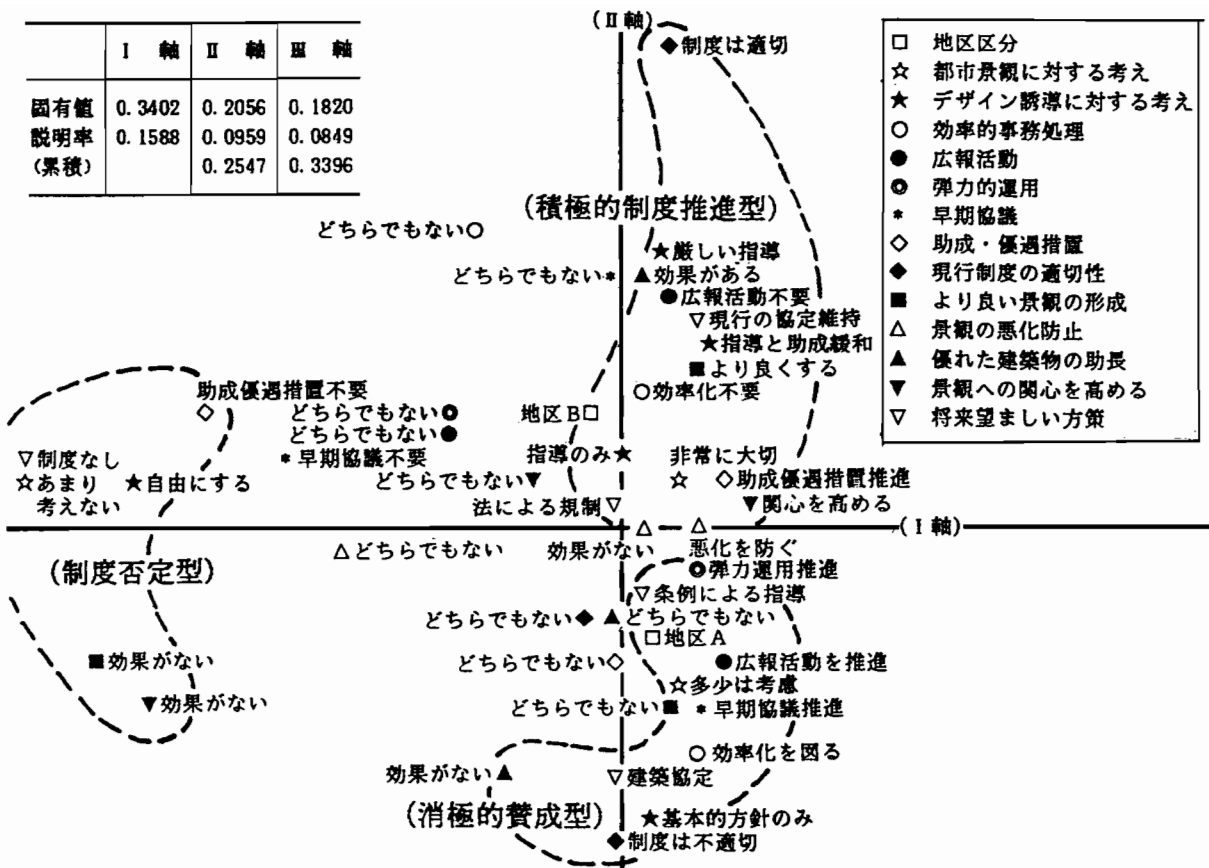 I 軸 II 軸 III 軸
固有値 0.3402 0.2056 0.1820
説明率 0.1588 0.0959 0.0849
(累積) 0.2547 0.3396
(II軸)
◆制度は適切
□ 地区区分
☆ 都市景観に対する考え
★ デザイン誘導に対する考え
○ 効率的事務処理
● 広報活動
◎ 弾力的運用
* 早期協議
◇ 助成・優遇措置
◆ 現行制度の適切性
■ より良い景観の形成
△ 景観の悪化防止
▲ 優れた建築物の助長
▼ 景観への関心を高める
▽ 将来望ましい方策
(積極的制度推進型)
どちらでもない○
★厳しい指導
どちらでもない*
▲効果がある
●広報活動不要
▽現行の協定維持
★指導と助成緩和
■より良くする
○効率化不要
助成優遇措置不要
◇
どちらでもない◎
どちらでもない●
*早期協議不要
地区B□
▽制度なし
☆あまり
考えない
★自由にする
指導のみ★
どちらでもない▼
法による規制▽
非常に大切
☆
◇助成優遇措置推進
▼関心を高める
(I軸)
△どちらでもない
△
効果がない
△
悪化を防ぐ
(制度否定型)
◎弾力運用推進
▽条例による指導
どちらでもない◆
▲どちらでもない
□地区A
■効果がない
どちらでもない◇
●広報活動を推進
☆多少は考慮
▼効果がない
どちらでもない■
*早期協議推進
○効率化を図る
効果がない▲
▽建築協定
(消極的賛成型)
★基本的方針のみ
◆制度は不適切